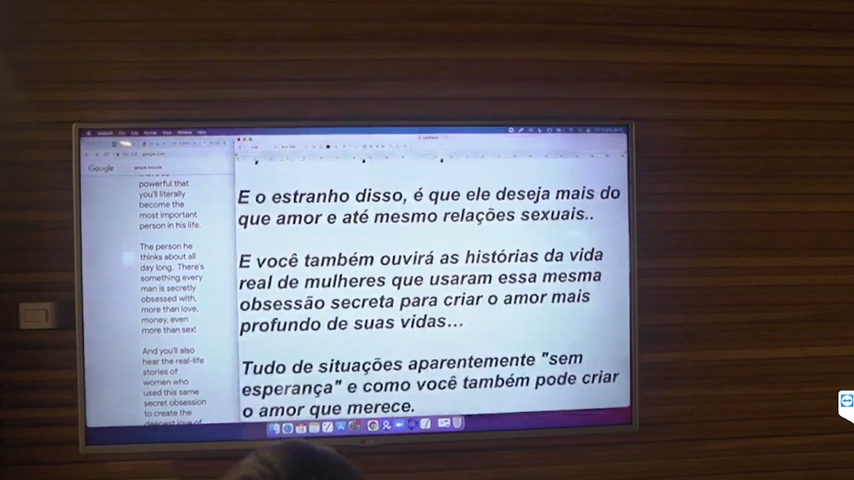 Google
powerful that
you'll literally
become the
most important
person in his life.
The person he
thinks about all
day long. There's
something every
man is secretly
obsessed with,
more than love,
money, even
more than sex!
And you'll also
hear the real-life
stories of
women who
used this same
secret obsession
to create the
deepest love of
E o estranho disso, é que ele deseja mais do
que amor e até mesmo relações sexuais..
E você também ouvirá as histórias da vida
real de mulheres que usaram essa mesma
obsessão secreta para criar o amor mais
profundo de suas vidas...
Tudo de situações aparentemente "sem
esperança" e como você também pode criar
o amor que merece.